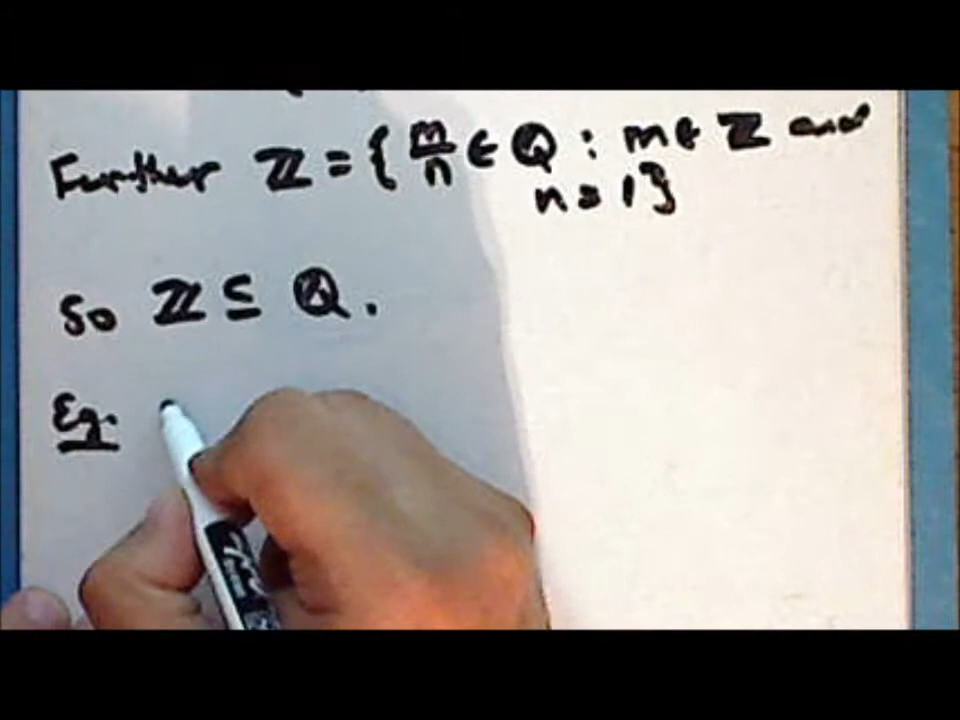 Further ℤ = { m/n ∈ ℚ : m ∈ ℤ and
n = 1 }
So ℤ ⊆ ℚ.
Eg.